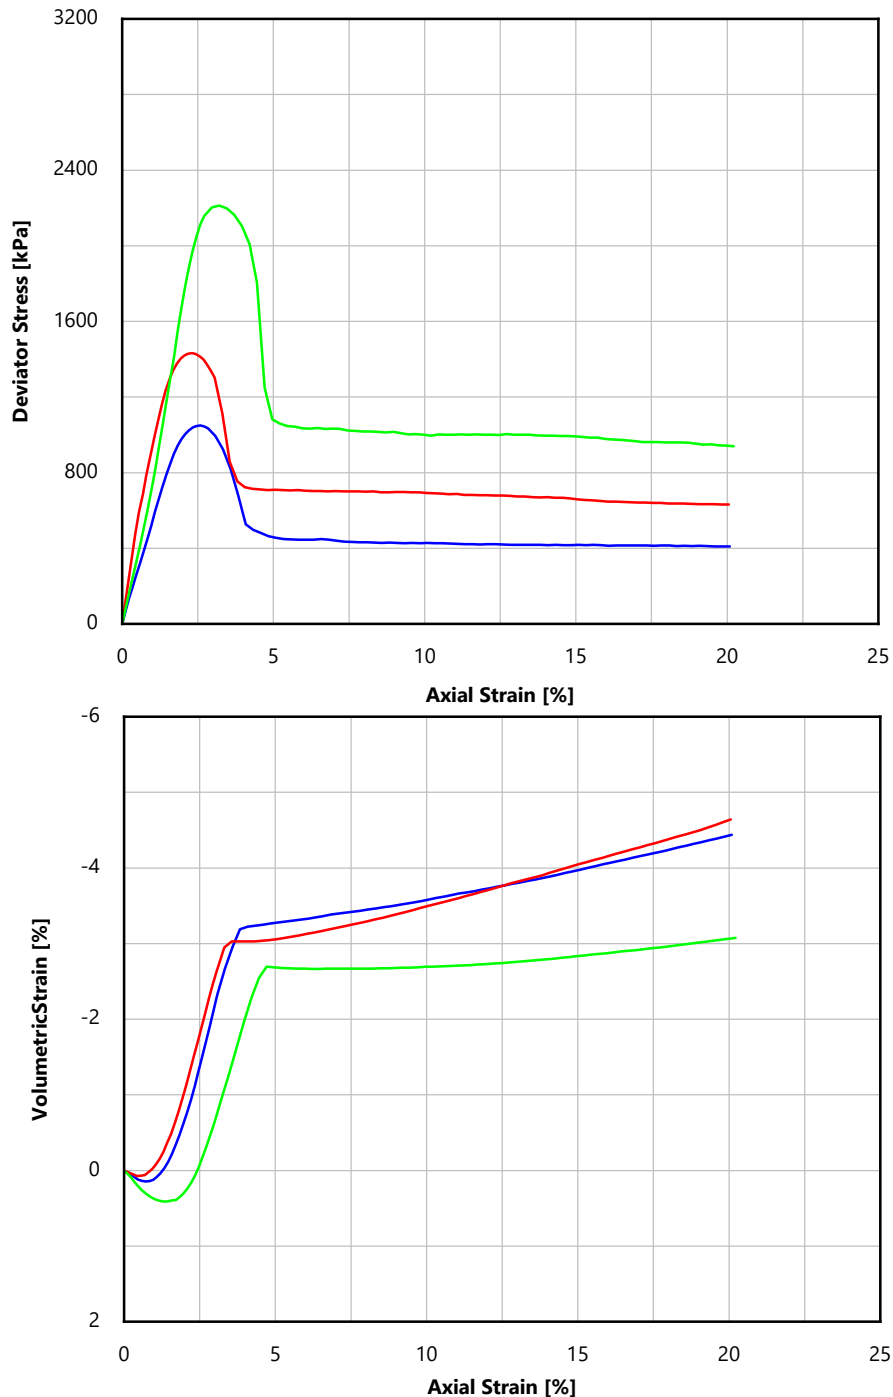 3200
2400
1600
800
0
Deviator Stress [kPa]
0 5 10 15 20 25
Axial Strain [%]
-6
-4
-2
0
2
VolumetricStrain [%]
0 5 10 15 20 25
Axial Strain [%]